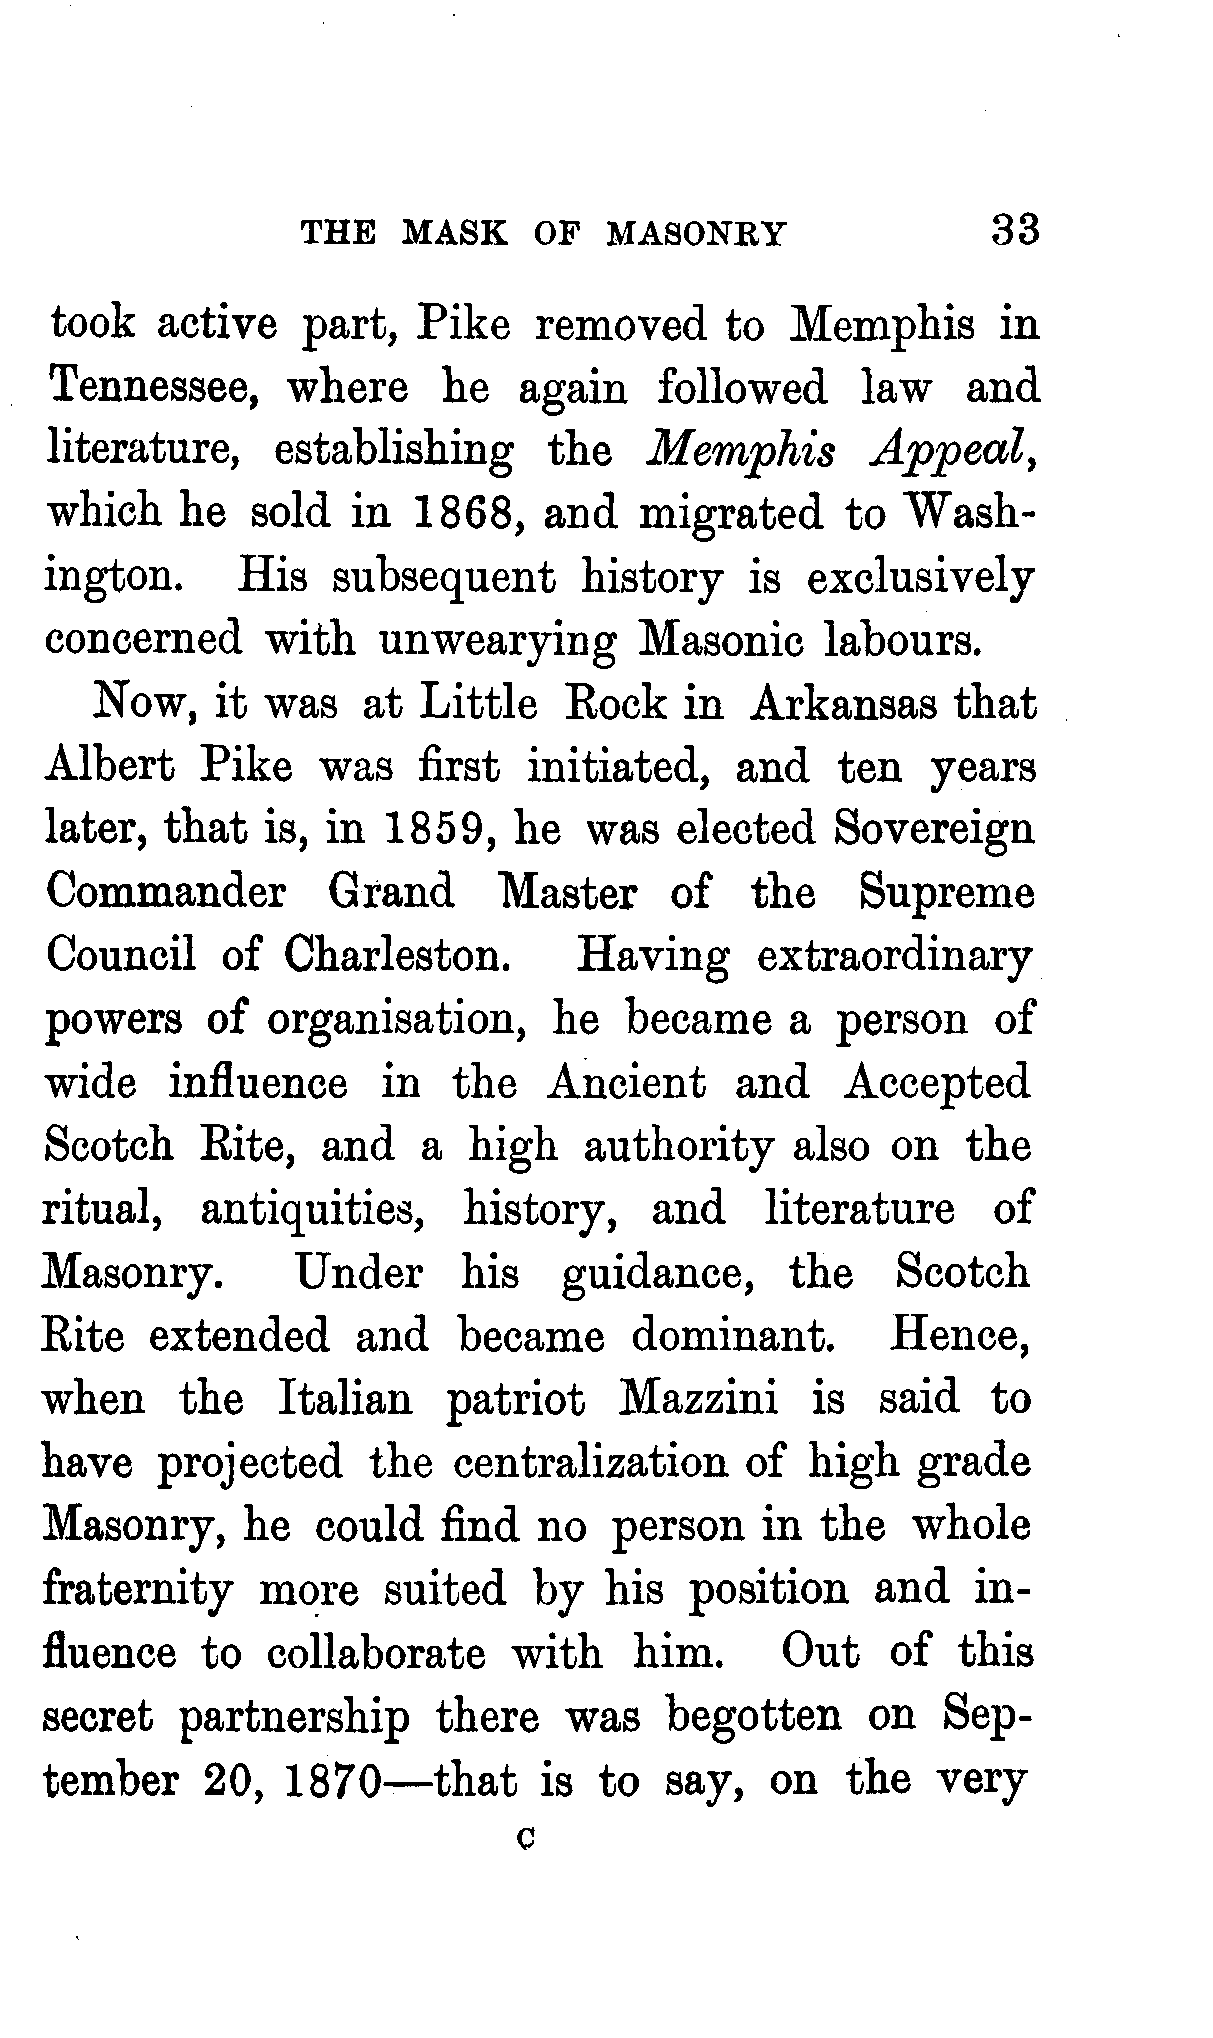 THE MASK OF MASONRY 33
took active part, Pike removed to Memphis in
Tennessee, where he again followed law and
literature, establishing the Memphis Appeal,
which he sold in 1868, and migrated to Wash-
ington. His subsequent history is exclusively
concerned with unwearying Masonic labours.
Now, it was at Little Rock in Arkansas that
Albert Pike was first initiated, and ten years
later, that is, in 1859, he was elected Sovereign
Commander Grand Master of the Supreme
Council of Charleston. Having extraordinary
powers of organisation, he became a person of
wide influence in the Ancient and Accepted
Scotch Rite, and a high authority also on the
ritual, antiquities, history, and literature of
Masonry. Under his guidance, the Scotch
Rite extended and became dominant. Hence,
when the Italian patriot Mazzini is said to
have projected the centralization of high grade
Masonry, he could find no person in the whole
fraternity more suited by his position and in-
fluence to collaborate with him. Out of this
secret partnership there was begotten on Sep-
tember 20, 1870—that is to say, on the very
C